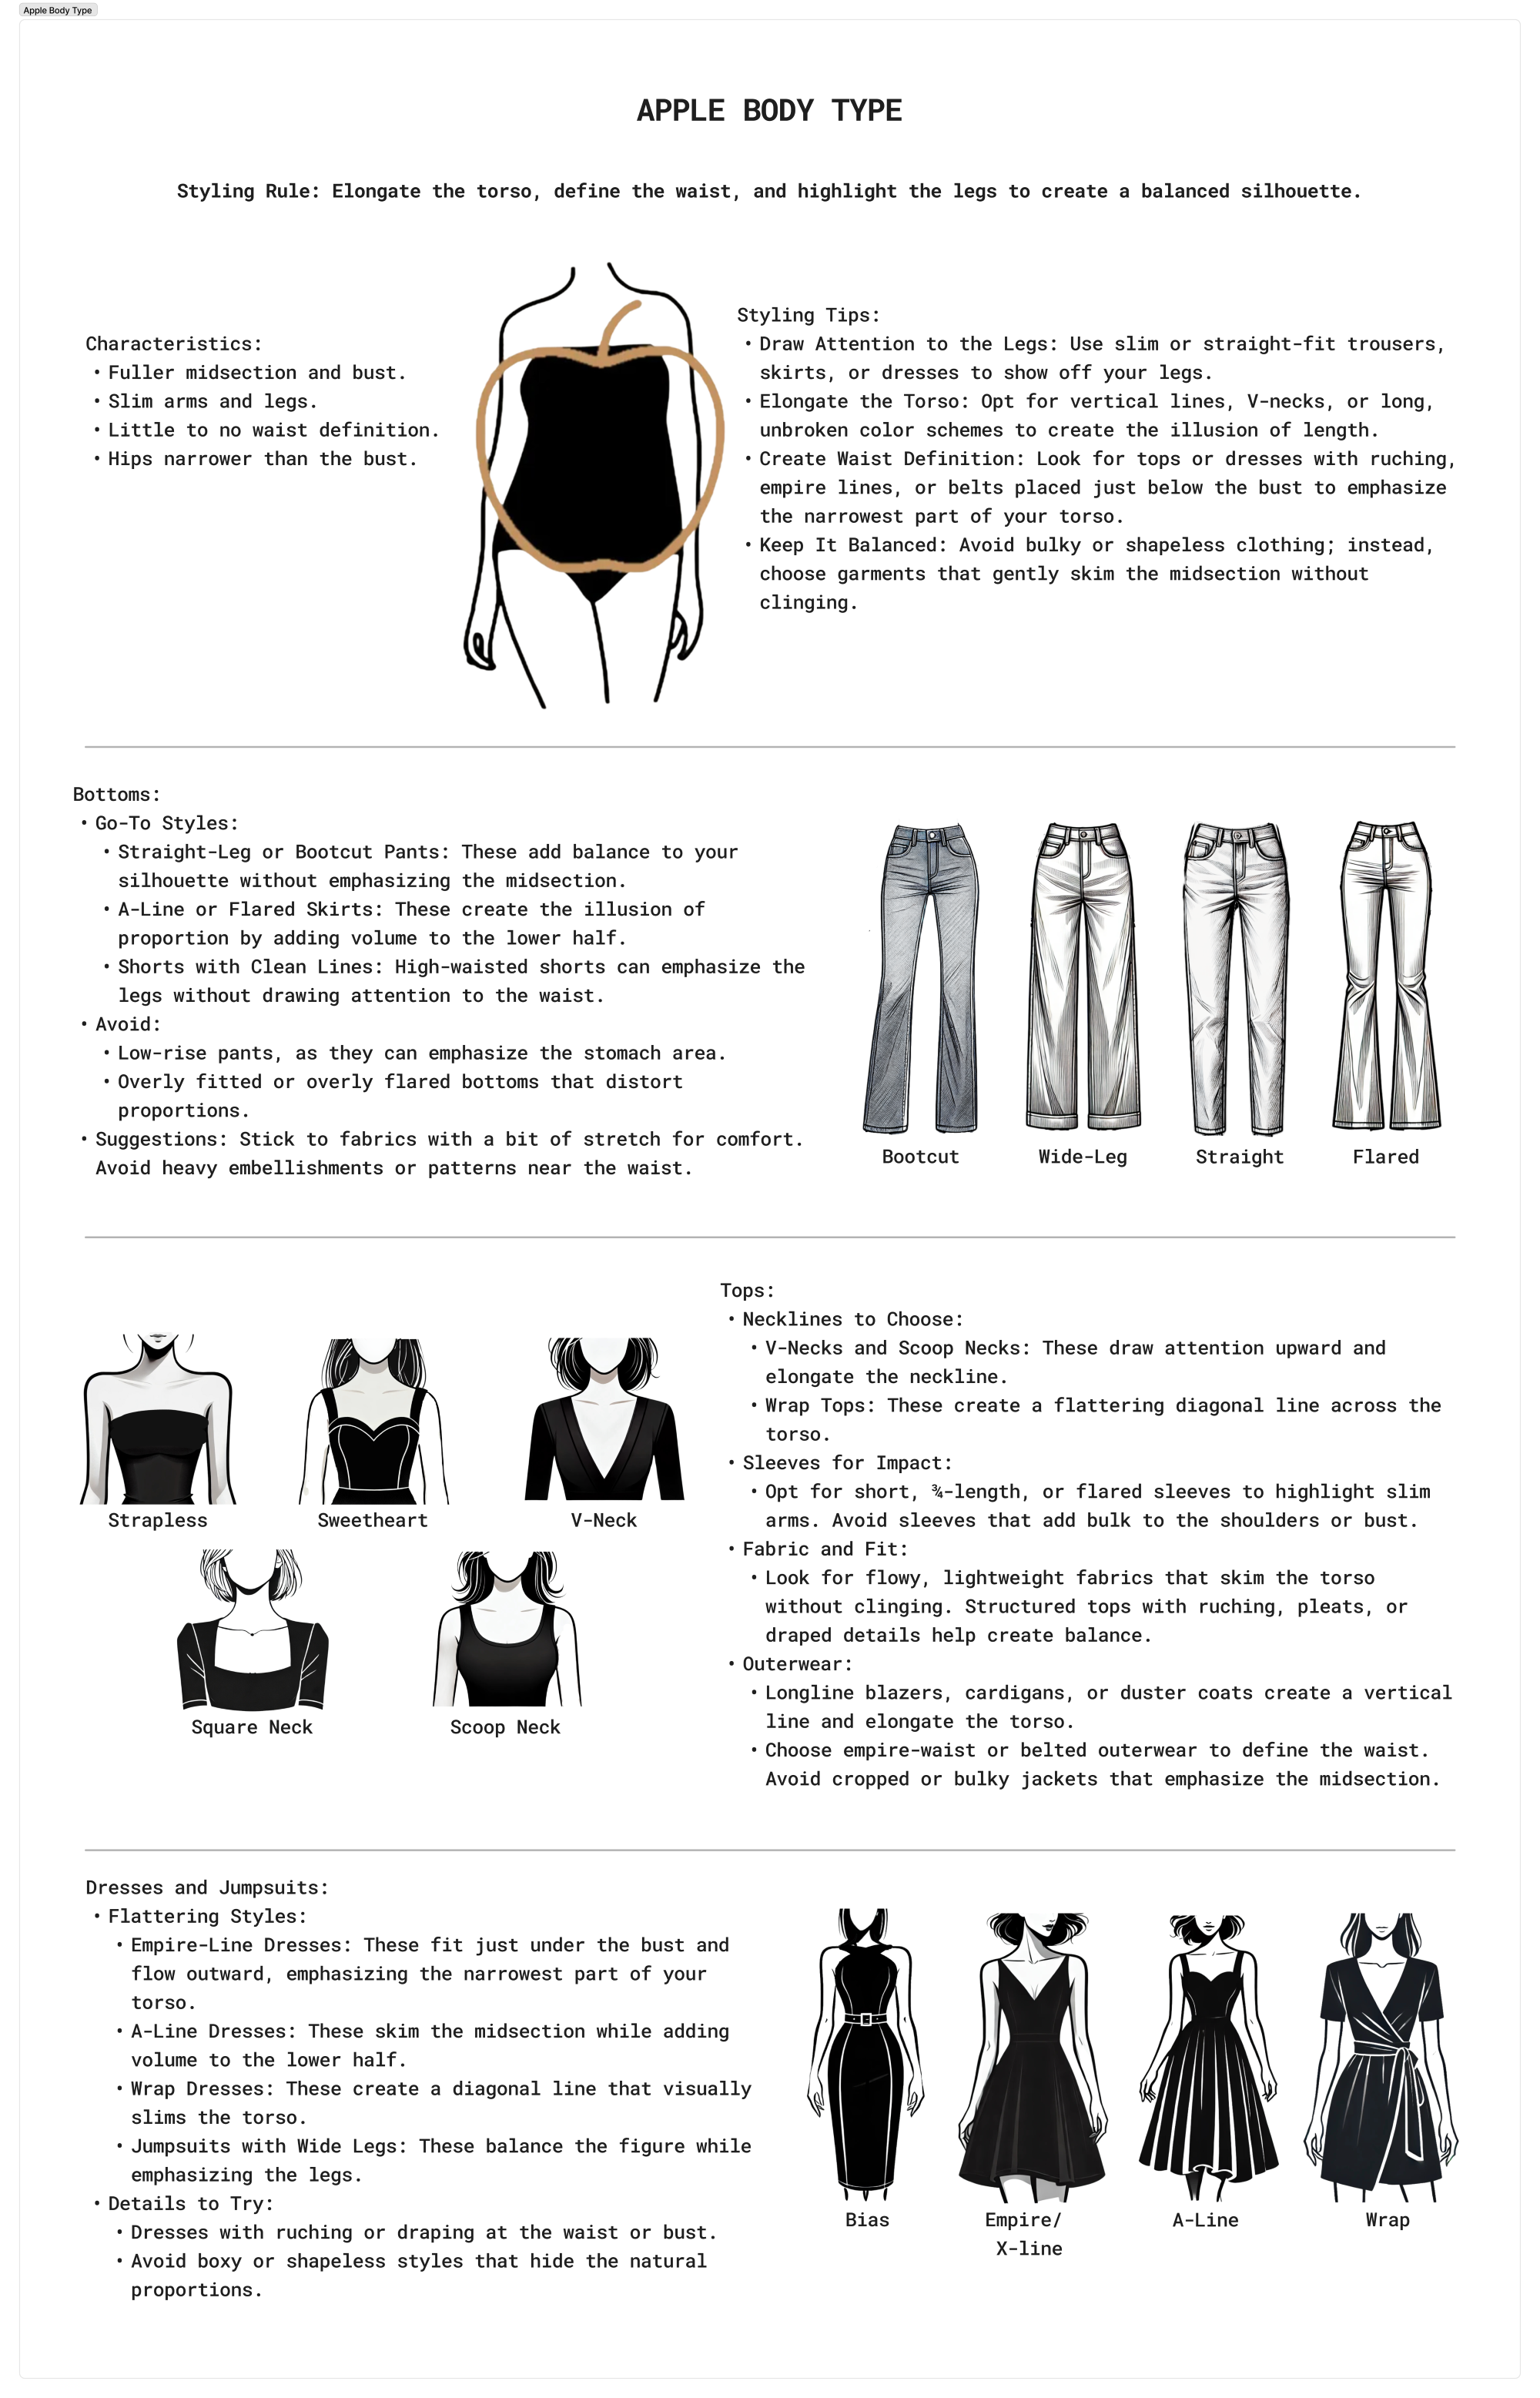 Apple Body Type
APPLE BODY TYPE
Styling Rule: Elongate the torso, define the waist, and highlight the legs to create a balanced silhouette.
Characteristics:
• Fuller midsection and bust.
• Slim arms and legs.
• Little to no waist definition.
• Hips narrower than the bust.
Styling Tips:
• Draw Attention to the Legs: Use slim or straight-fit trousers,
skirts, or dresses to show off your legs.
• Elongate the Torso: Opt for vertical lines, V-necks, or long,
unbroken color schemes to create the illusion of length.
• Create Waist Definition: Look for tops or dresses with ruching,
empire lines, or belts placed just below the bust to emphasize
the narrowest part of your torso.
• Keep It Balanced: Avoid bulky or shapeless clothing; instead,
choose garments that gently skim the midsection without
clinging.
Bottoms:
• Go-To Styles:
• Straight-Leg or Bootcut Pants: These add balance to your
silhouette without emphasizing the midsection.
• A-Line or Flared Skirts: These create the illusion of
proportion by adding volume to the lower half.
• Shorts with Clean Lines: High-waisted shorts can emphasize the
legs without drawing attention to the waist.
• Avoid:
• Low-rise pants, as they can emphasize the stomach area.
• Overly fitted or overly flared bottoms that distort
proportions.
• Suggestions: Stick to fabrics with a bit of stretch for comfort.
Avoid heavy embellishments or patterns near the waist.
Bootcut
Wide-Leg
Straight
Flared
Strapless
Sweetheart
V-Neck
Square Neck
Scoop Neck
Tops:
• Necklines to Choose:
• V-Necks and Scoop Necks: These draw attention upward and
elongate the neckline.
• Wrap Tops: These create a flattering diagonal line across the
torso.
• Sleeves for Impact:
• Opt for short, ¾-length, or flared sleeves to highlight slim
arms. Avoid sleeves that add bulk to the shoulders or bust.
• Fabric and Fit:
• Look for flowy, lightweight fabrics that skim the torso
without clinging. Structured tops with ruching, pleats, or
draped details help create balance.
• Outerwear:
• Longline blazers, cardigans, or duster coats create a vertical
line and elongate the torso.
• Choose empire-waist or belted outerwear to define the waist.
Avoid cropped or bulky jackets that emphasize the midsection.
Dresses and Jumpsuits:
• Flattering Styles:
• Empire-Line Dresses: These fit just under the bust and
flow outward, emphasizing the narrowest part of your
torso.
• A-Line Dresses: These skim the midsection while adding
volume to the lower half.
• Wrap Dresses: These create a diagonal line that visually
slims the torso.
• Jumpsuits with Wide Legs: These balance the figure while
emphasizing the legs.
• Details to Try:
• Dresses with ruching or draping at the waist or bust.
• Avoid boxy or shapeless styles that hide the natural
proportions.
Bias
Empire/
X-line
A-Line
Wrap